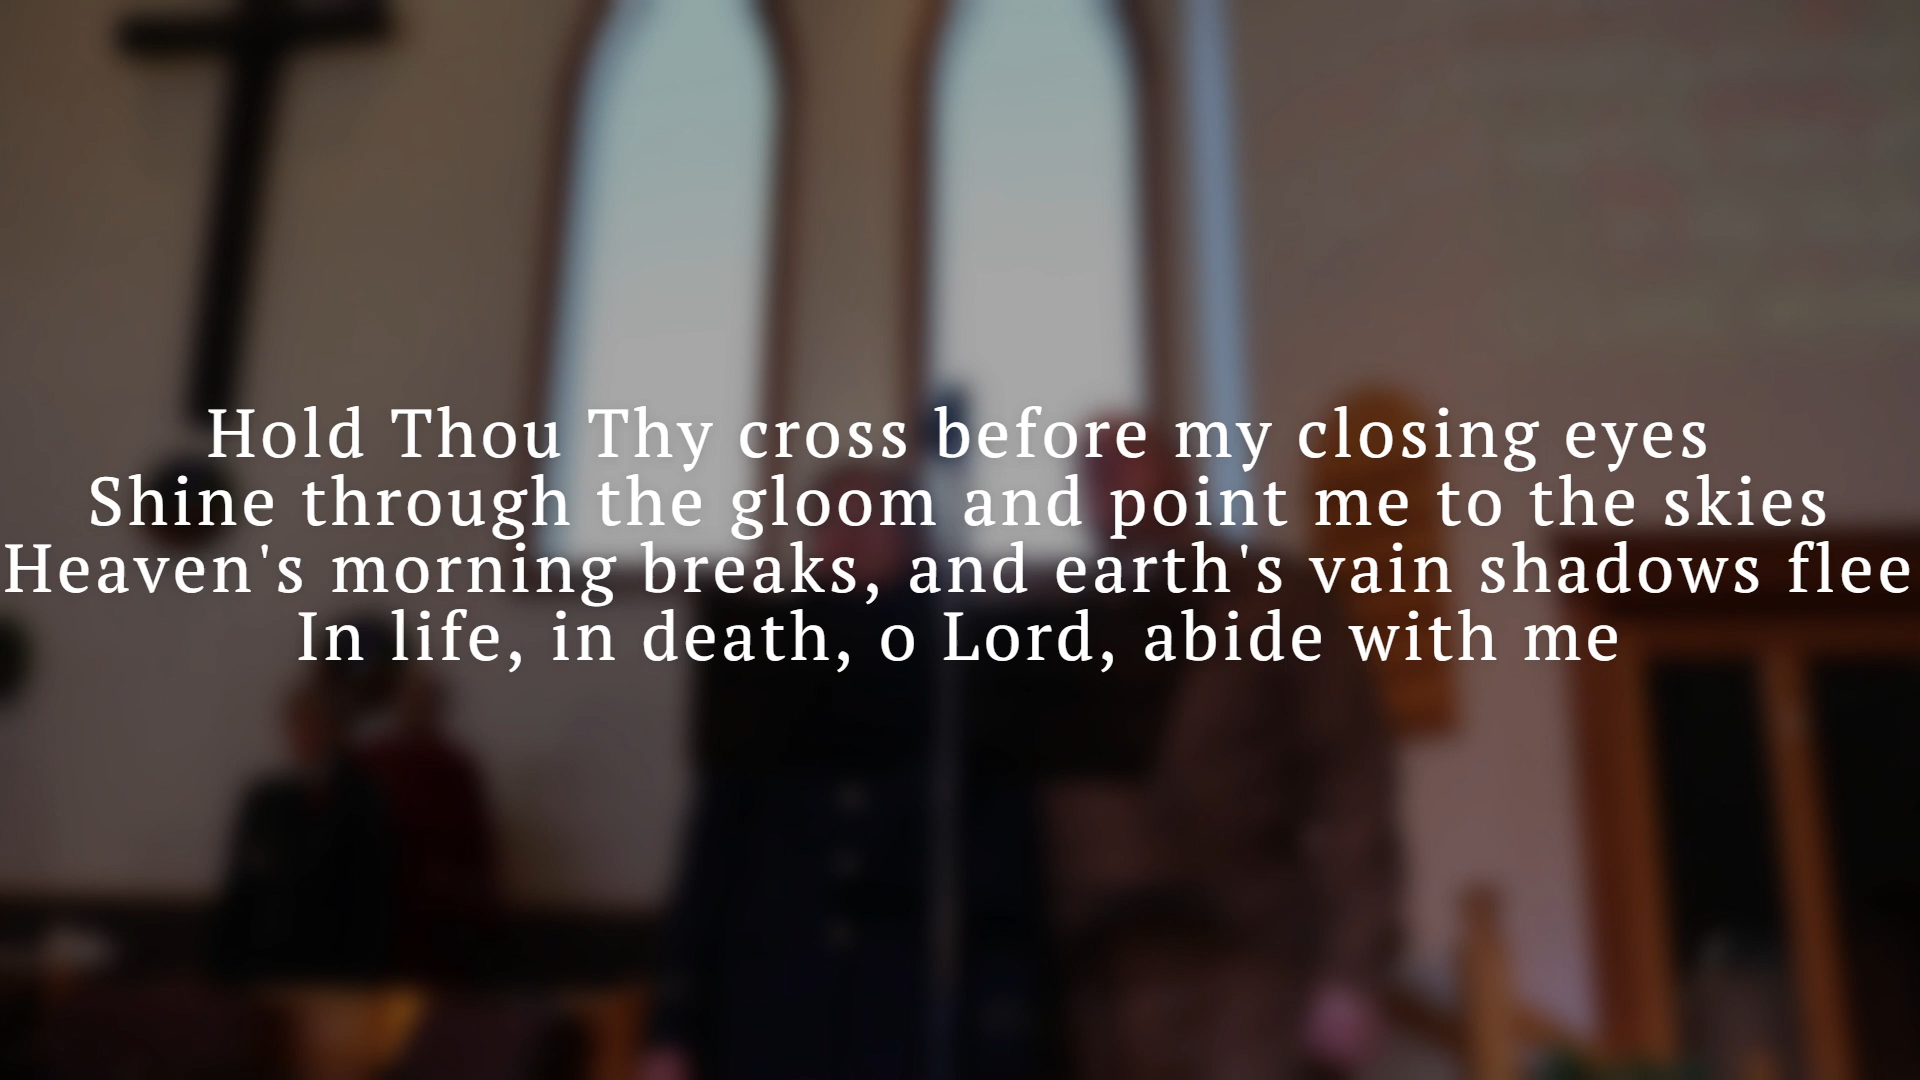 Hold Thou Thy cross before my closing eyes
Shine through the gloom and point me to the skies
Heaven's morning breaks, and earth's vain shadows flee
In life, in death, o Lord, abide with me